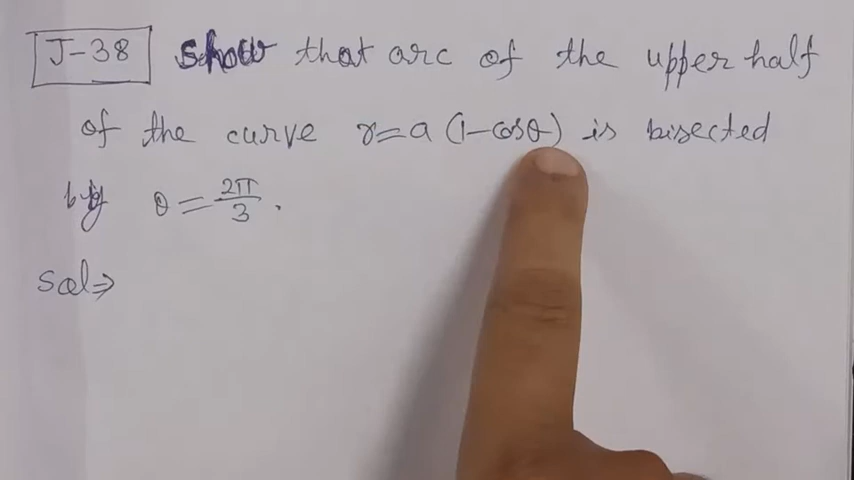 J-38 show that arc of the upper half
of the curve r=a (1-cosθ) is bisected
by θ = 2π/3 .
Sol⇒